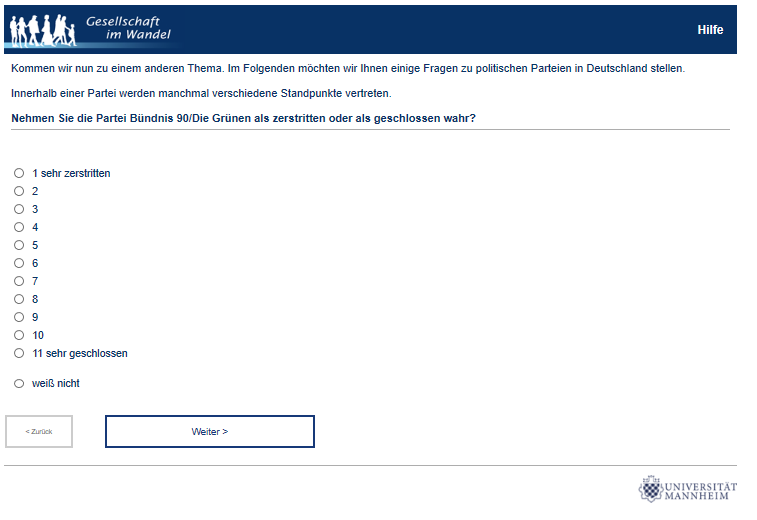 Gesellschaft
im Wandel
Hilfe
Kommen wir nun zu einem anderen Thema. Im Folgenden möchten wir Ihnen einige Fragen zu politischen Parteien in Deutschland stellen.
Innerhalb einer Partei werden manchmal verschiedene Standpunkte vertreten.
Nehmen Sie die Partei Bündnis 90/Die Grünen als zerstritten oder als geschlossen wahr?
1 sehr zerstritten
2
3
4
5
6
7
8
9
10
11 sehr geschlossen
weiß nicht
< Zurück
Weiter >
UNIVERSITÄT
MANNHEIM